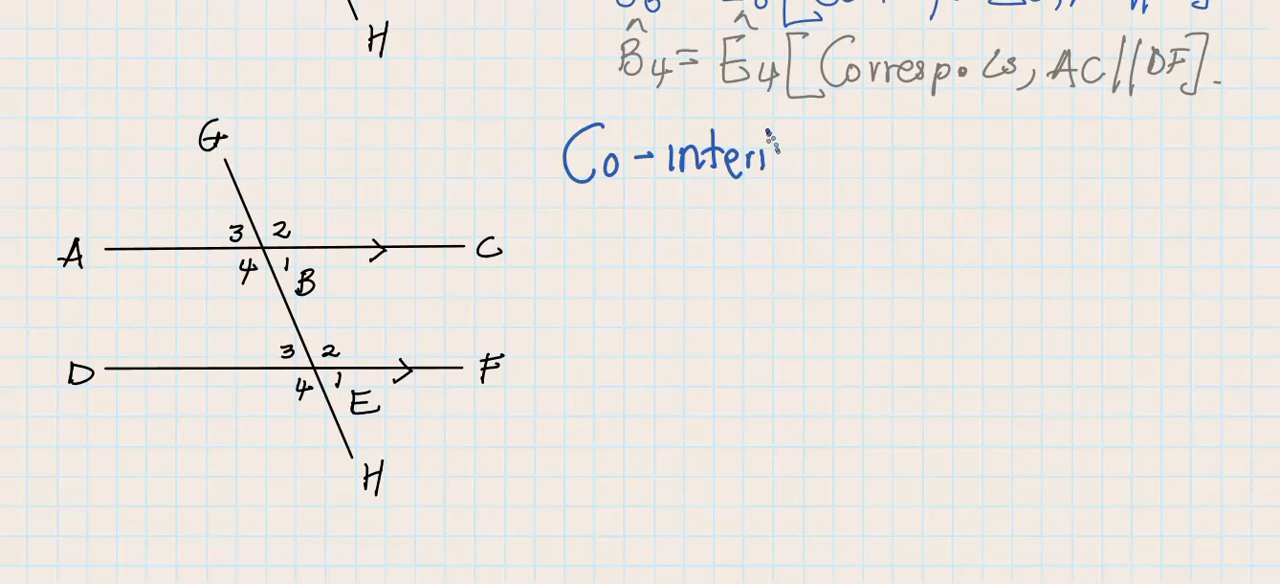 H
B̂4 = Ê4 [Corresp. ∠s, AC//DF].
G
Co-interi
3 2
A C
4 1 B
3 2
D F
4 1 E
H